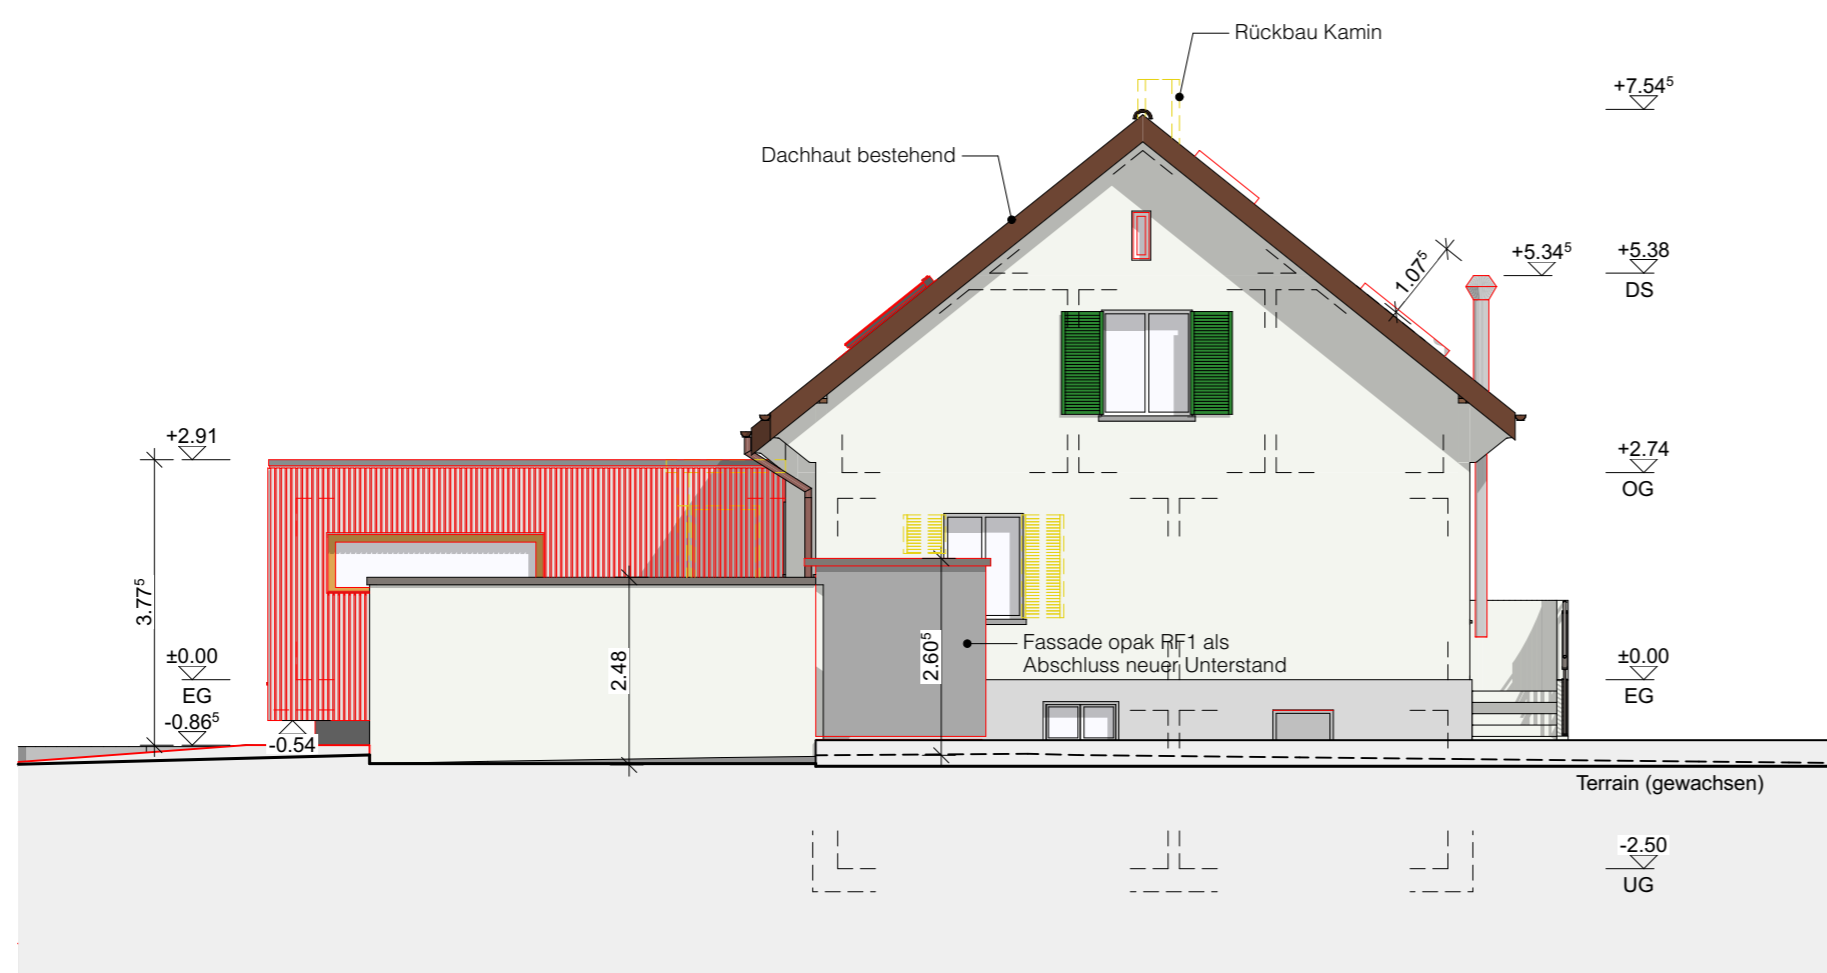 Rückbau Kamin
+7.54⁵
Dachhaut bestehend
1.07⁵
+5.34⁵
+5.38
DS
+2.91
+2.74
OG
3.77⁵
±0.00
EG
-0.86⁵
-0.54
2.48
2.60⁵
Fassade opak RF1 als
Abschluss neuer Unterstand
±0.00
EG
Terrain (gewachsen)
-2.50
UG